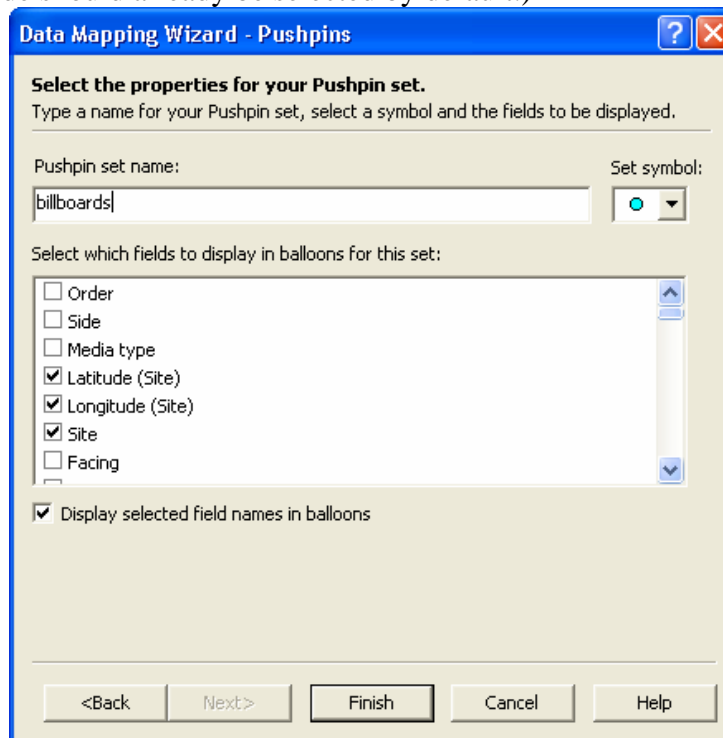 Data Mapping Wizard - Pushpins
Select the properties for your Pushpin set.
Type a name for your Pushpin set, select a symbol and the fields to be displayed.
Pushpin set name: Set symbol:
billboards
Select which fields to display in balloons for this set:
Order
Side
Media type
Latitude (Site)
Longitude (Site)
Site
Facing
Display selected field names in balloons
<Back Next> Finish Cancel Help